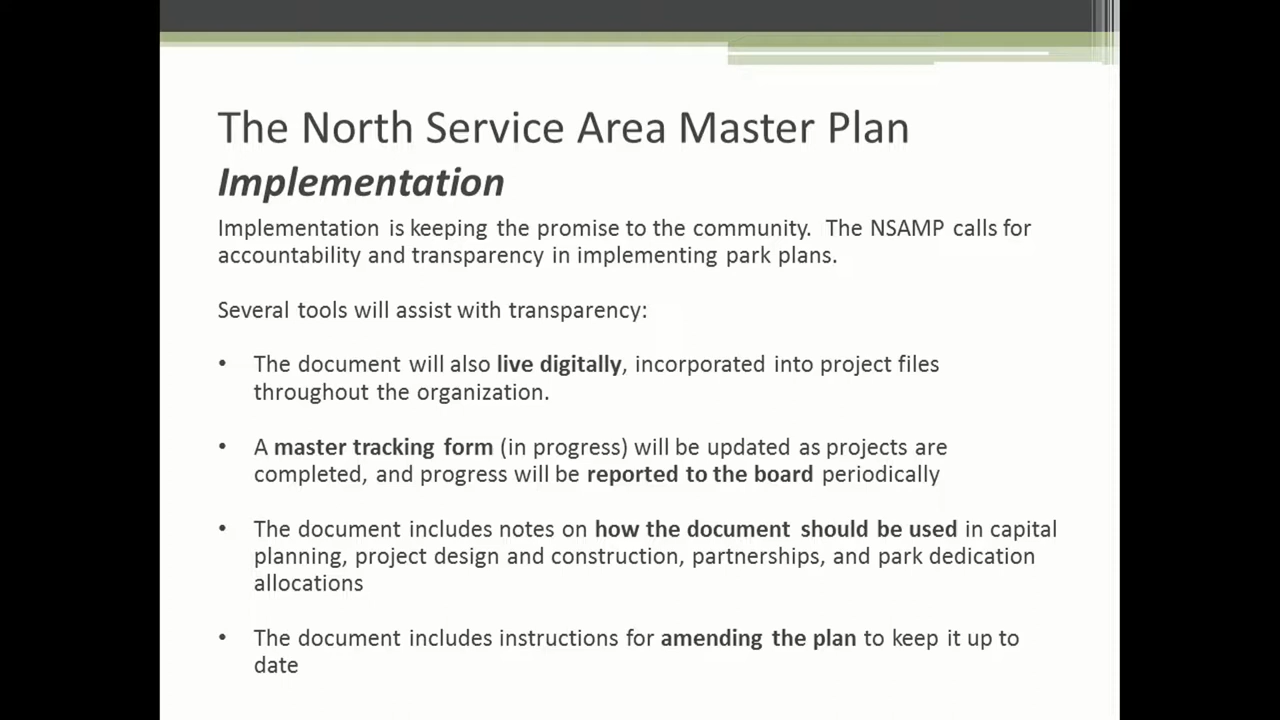 The North Service Area Master Plan
Implementation
Implementation is keeping the promise to the community. The NSAMP calls for
accountability and transparency in implementing park plans.
Several tools will assist with transparency:
• The document will also live digitally, incorporated into project files
throughout the organization.
• A master tracking form (in progress) will be updated as projects are
completed, and progress will be reported to the board periodically
• The document includes notes on how the document should be used in capital
planning, project design and construction, partnerships, and park dedication
allocations
• The document includes instructions for amending the plan to keep it up to
date